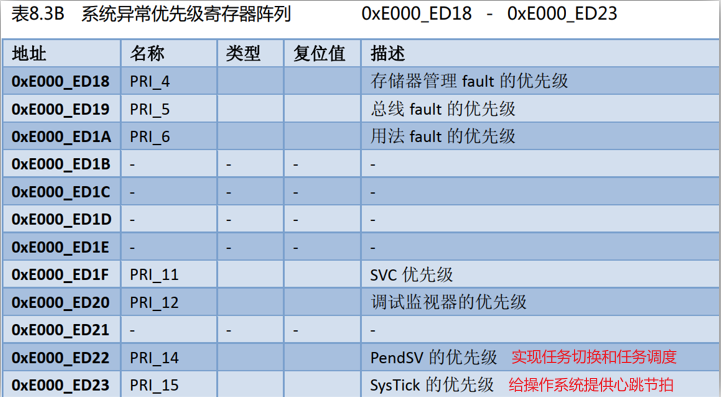 表8.3B 系统异常优先级寄存器阵列 0xE000_ED18 - 0xE000_ED23
地址 名称 类型 复位值 描述
0xE000_ED18 PRI_4 存储器管理 fault 的优先级
0xE000_ED19 PRI_5 总线 fault 的优先级
0xE000_ED1A PRI_6 用法 fault 的优先级
0xE000_ED1B - - - -
0xE000_ED1C - - - -
0xE000_ED1D - - - -
0xE000_ED1E - - - -
0xE000_ED1F PRI_11 SVC 优先级
0xE000_ED20 PRI_12 调试监视器的优先级
0xE000_ED21 - - - -
0xE000_ED22 PRI_14 PendSV 的优先级 实现任务切换和任务调度
0xE000_ED23 PRI_15 SysTick 的优先级 给操作系统提供心跳节拍